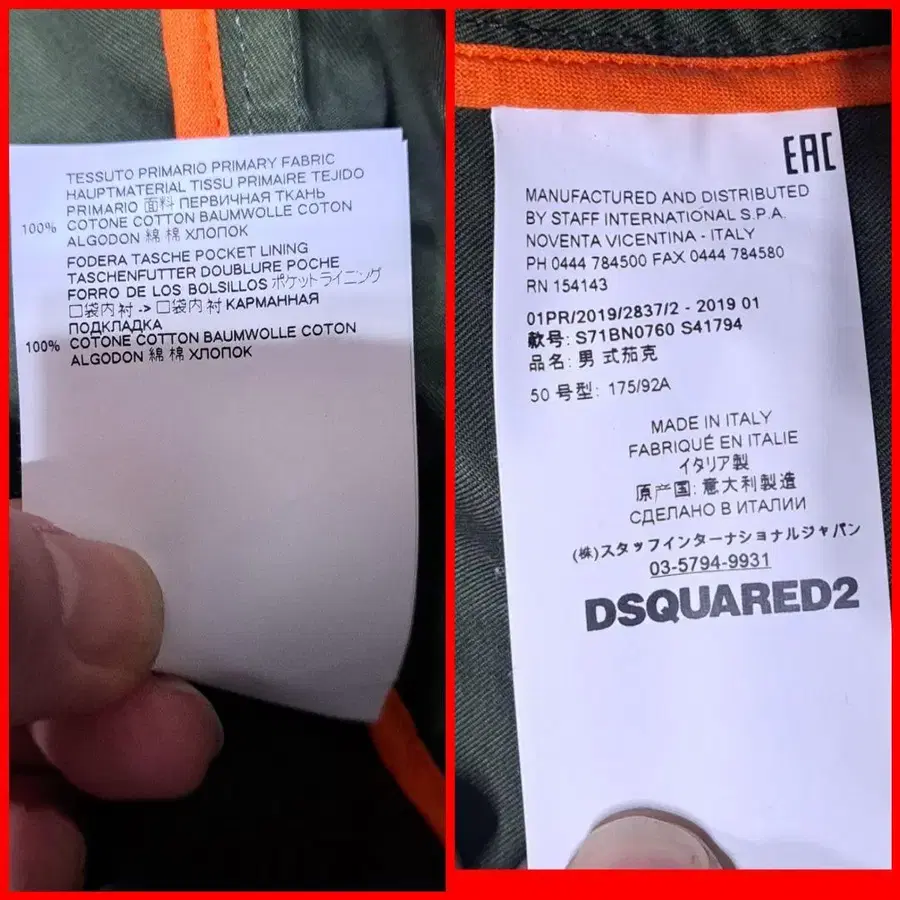 TESSUTO PRIMARIO PRIMARY FABRIC
HAUPTMATERIAL TISSU PRIMAIRE TEJIDO
PRIMARIO 面料 ПЕРВИЧНАЯ ТКАНЬ
100% COTONE COTTON BAUMWOLLE COTON
ALGODON 綿 棉 ХЛОПОК
FODERA TASCHE POCKET LINING
TASCHENFUTTER DOUBLURE POCHE
FORRO DE LOS BOLSILLOS ポケットライニング
□袋内衬 -> □袋内衬 КАРМАННАЯ
ПОДКЛАДКА
100% COTONE COTTON BAUMWOLLE COTON
ALGODON 綿 棉 ХЛОПОК
EAC
MANUFACTURED AND DISTRIBUTED
BY STAFF INTERNATIONAL S.P.A.
NOVENTA VICENTINA - ITALY
PH 0444 784500 FAX 0444 784580
RN 154143
01PR/2019/2837/2 - 2019 01
款号: S71BN0760 S41794
品名: 男 式茄克
50 号型: 175/92A
MADE IN ITALY
FABRIQUÉ EN ITALIE
イタリア製
原产国: 意大利製造
СДЕЛАНО В ИТАЛИИ
(株)スタッフインターナショナルジャパン
03-5794-9931
DSQUARED2